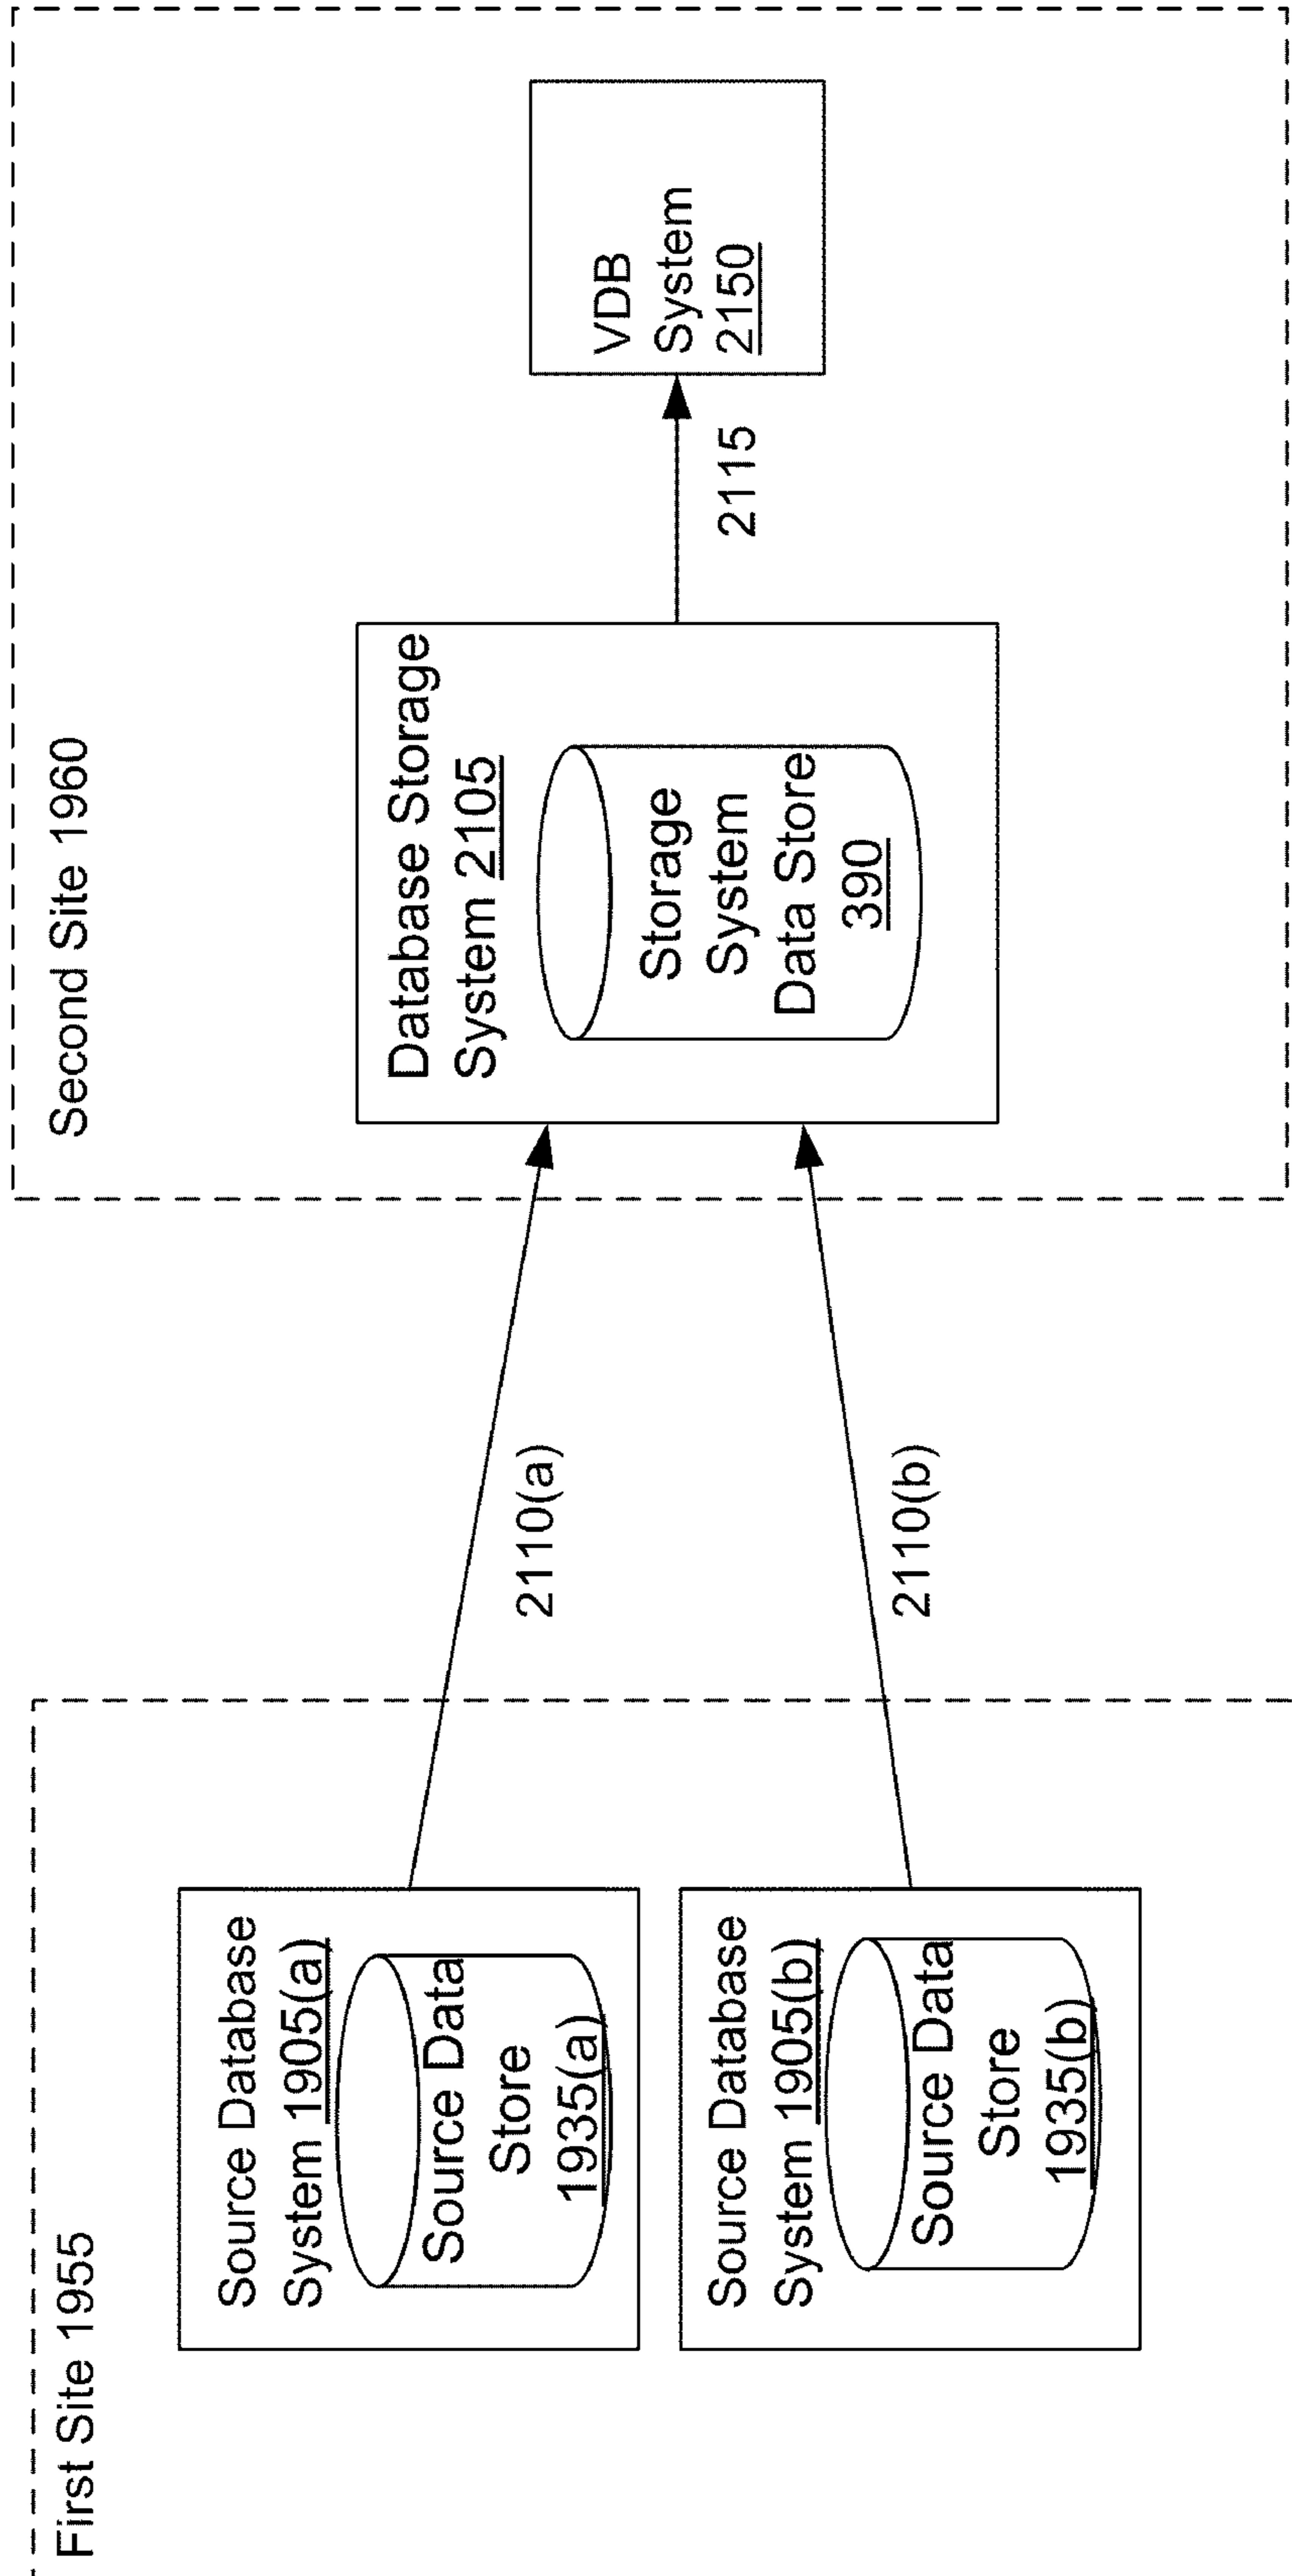 First Site 1955
Source Database
System 1905(a)
Source Data
Store
1935(a)
Source Database
System 1905(b)
Source Data
Store
1935(b)
2110(a)
2110(b)
Second Site 1960
Database Storage
System 2105
Storage
System
Data Store
390
2115
VDB
System
2150